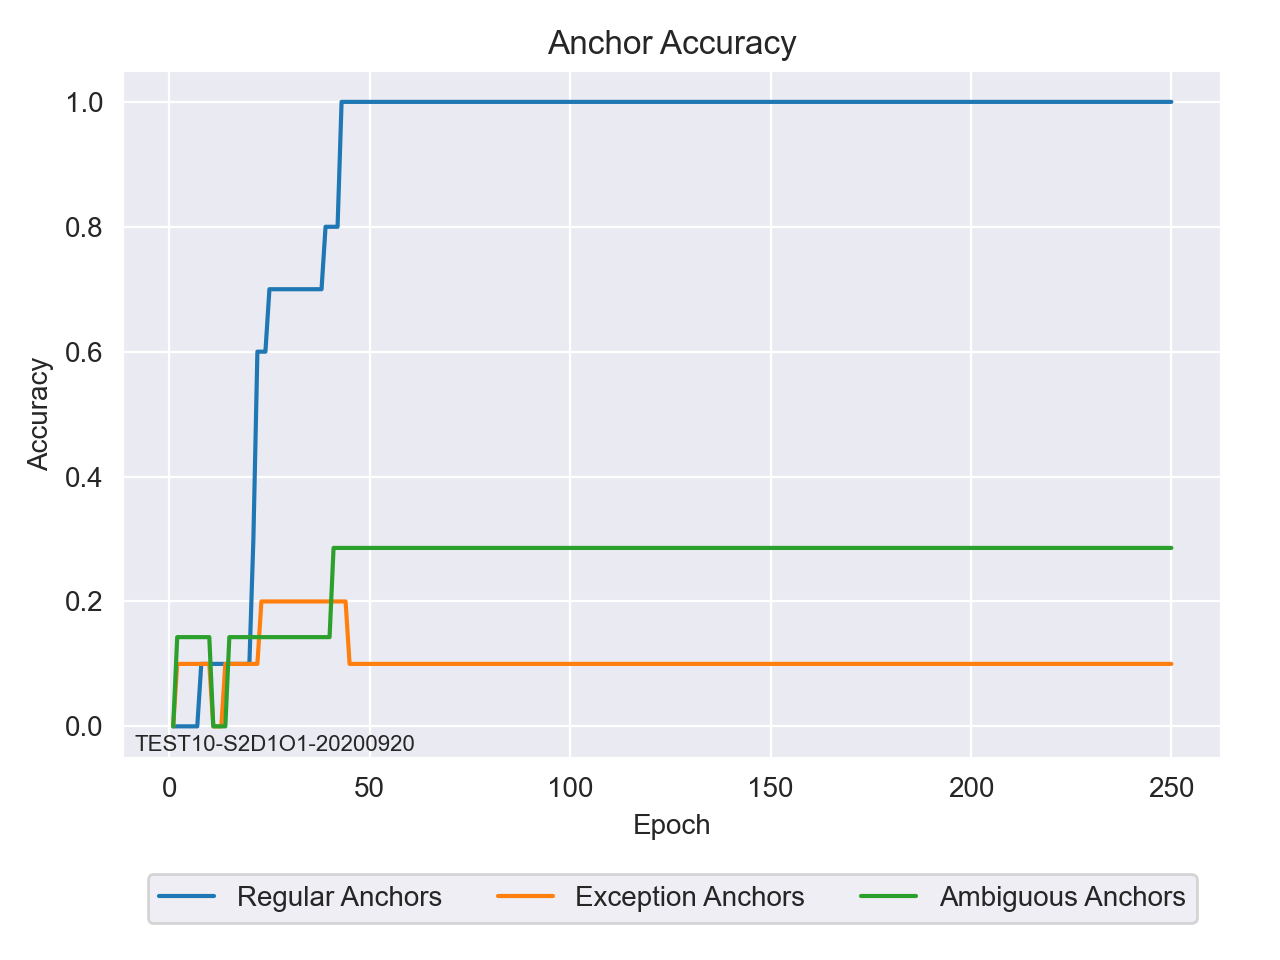 Anchor Accuracy
1.0
0.8
0.6
0.4
0.2
0.0
Accuracy
TEST10-S2D1O1-20200920
0 50 100 150 200 250
Epoch
Regular Anchors Exception Anchors Ambiguous Anchors